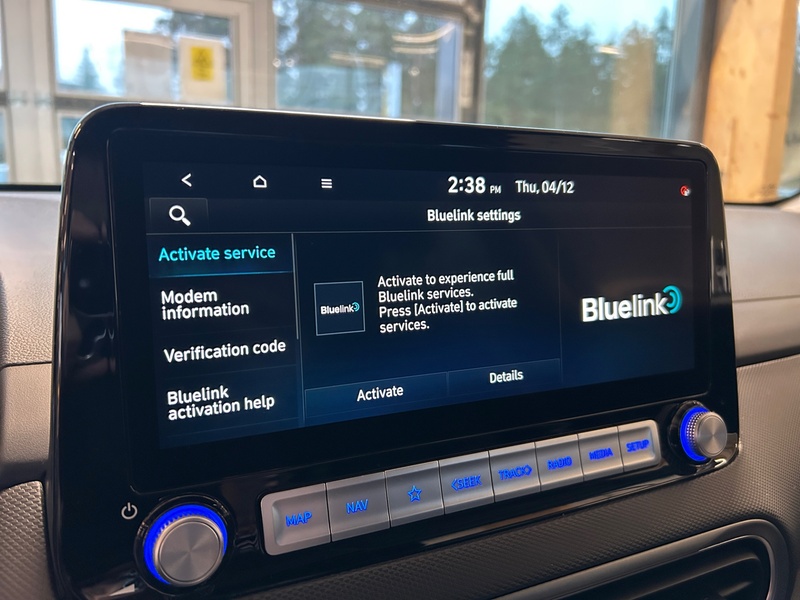 2:38 PM Thu, 04/12
Bluelink settings
Activate service
Modem
information
Verification code
Bluelink
activation help
Bluelink
Activate to experience full
Bluelink services.
Press [Activate] to activate
services.
Activate
Details
Bluelink
MAP
NAV
<SEEK
TRACK>
RADIO
MEDIA
SETUP